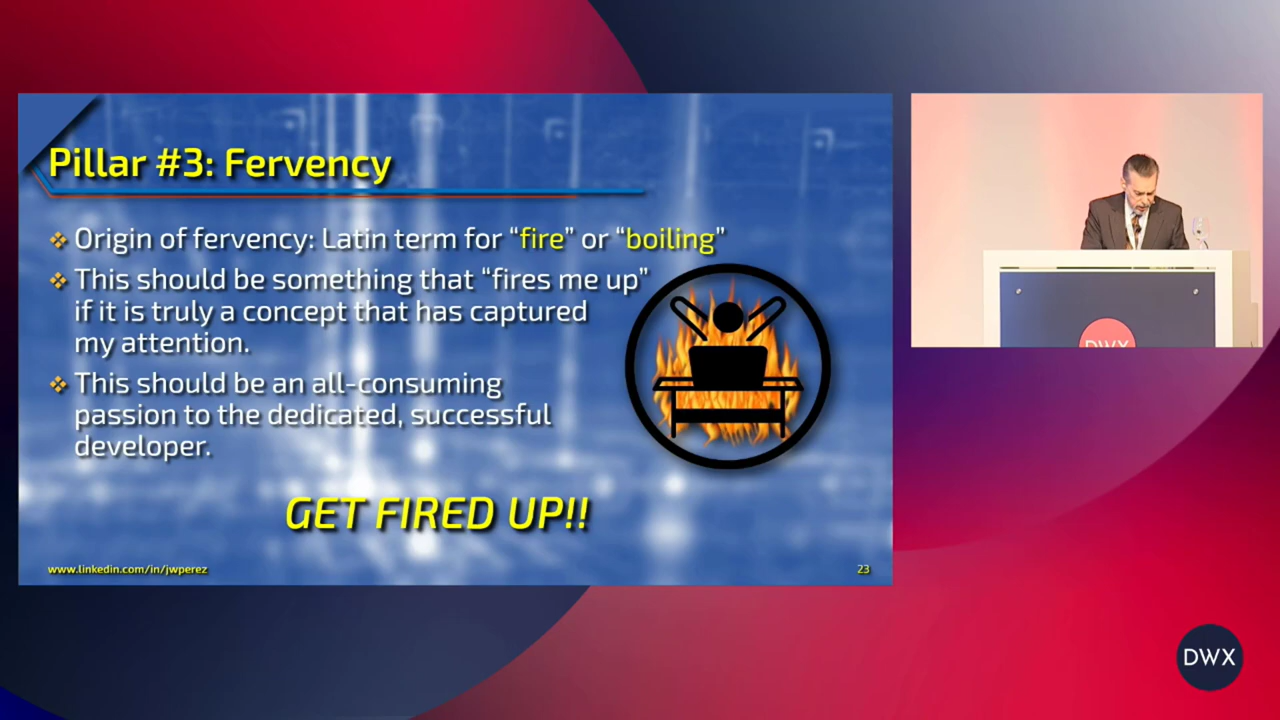 Pillar #3: Fervency
Origin of fervency: Latin term for “fire” or “boiling”
This should be something that “fires me up”
if it is truly a concept that has captured
my attention.
This should be an all-consuming
passion to the dedicated, successful
developer.
GET FIRED UP!!
www.linkedin.com/in/jwperez
23
DWX
DWX